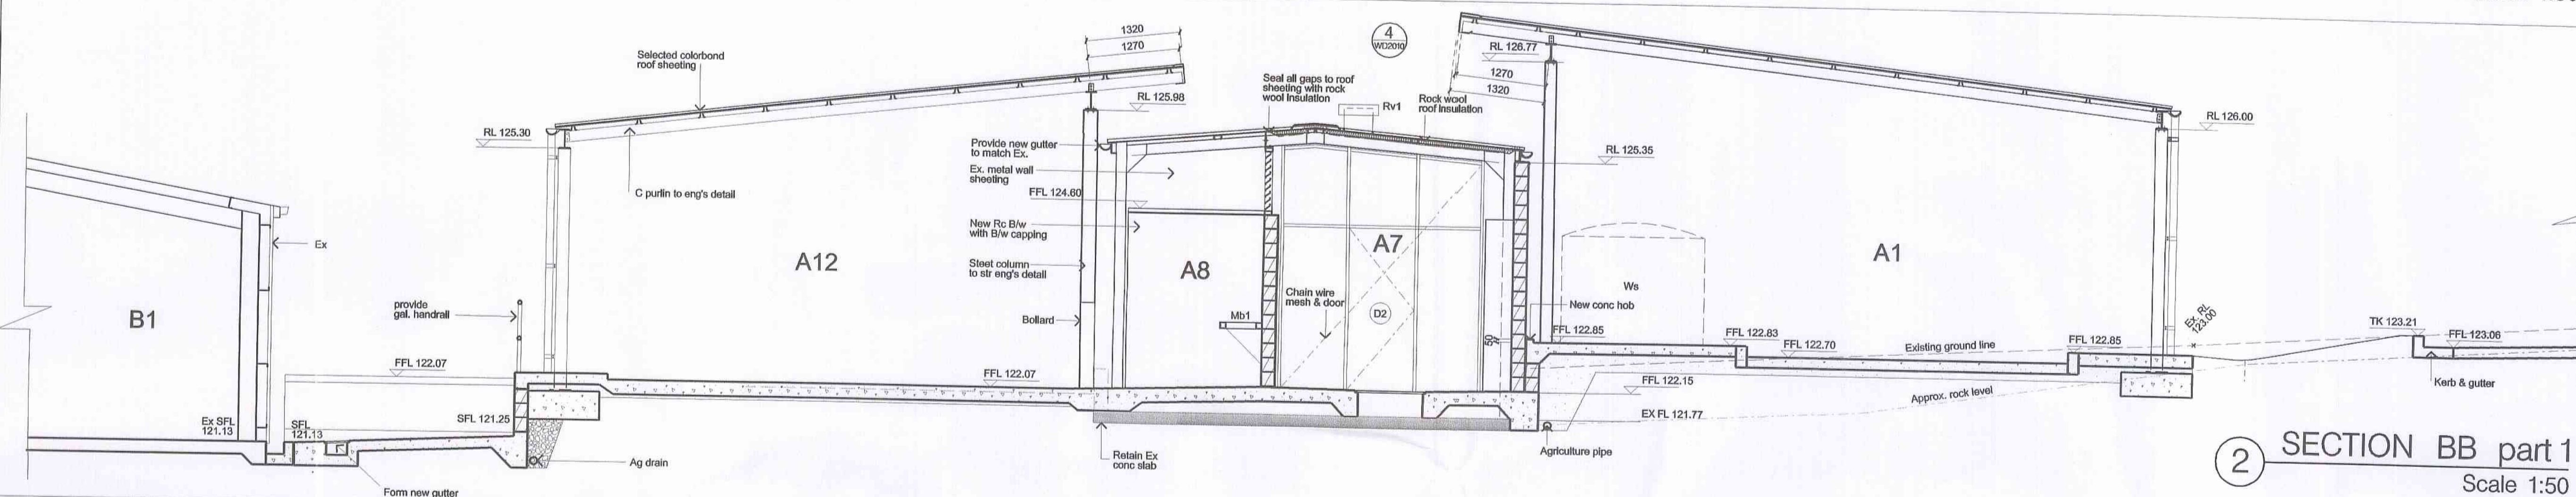 1320
1270
4
WD2010
RL 126.77
1270
1320
Selected colorbond
roof sheeting
Seal all gaps to roof
sheeting with rock
wool insulation
Rv1
Rock wool
roof insulation
RL 125.98
RL 126.00
RL 125.30
Provide new gutter
to match Ex.
RL 125.35
Ex. metal wall
sheeting
C purlin to eng's detail
FFL 124.60
New Rc B/w
with B/w capping
Ex
A12
A8
A7
A1
Steel column
to str eng's detail
Ws
Chain wire
mesh & door
provide
gal. handrail
B1
Bollard
Mb1
D2
New conc hob
Ex. RL
123.00
TK 123.21
FFL 122.85
FFL 122.83
FFL 122.70
Existing ground line
FFL 122.85
FFL 123.06
50
FFL 122.07
FFL 122.07
FFL 122.15
Kerb & gutter
Approx. rock level
EX FL 121.77
Ex SFL
121.13
SFL
121.13
SFL 121.25
Ag drain
Retain Ex
conc slab
Agriculture pipe
Form new gutter
2
SECTION BB part 1
Scale 1:50